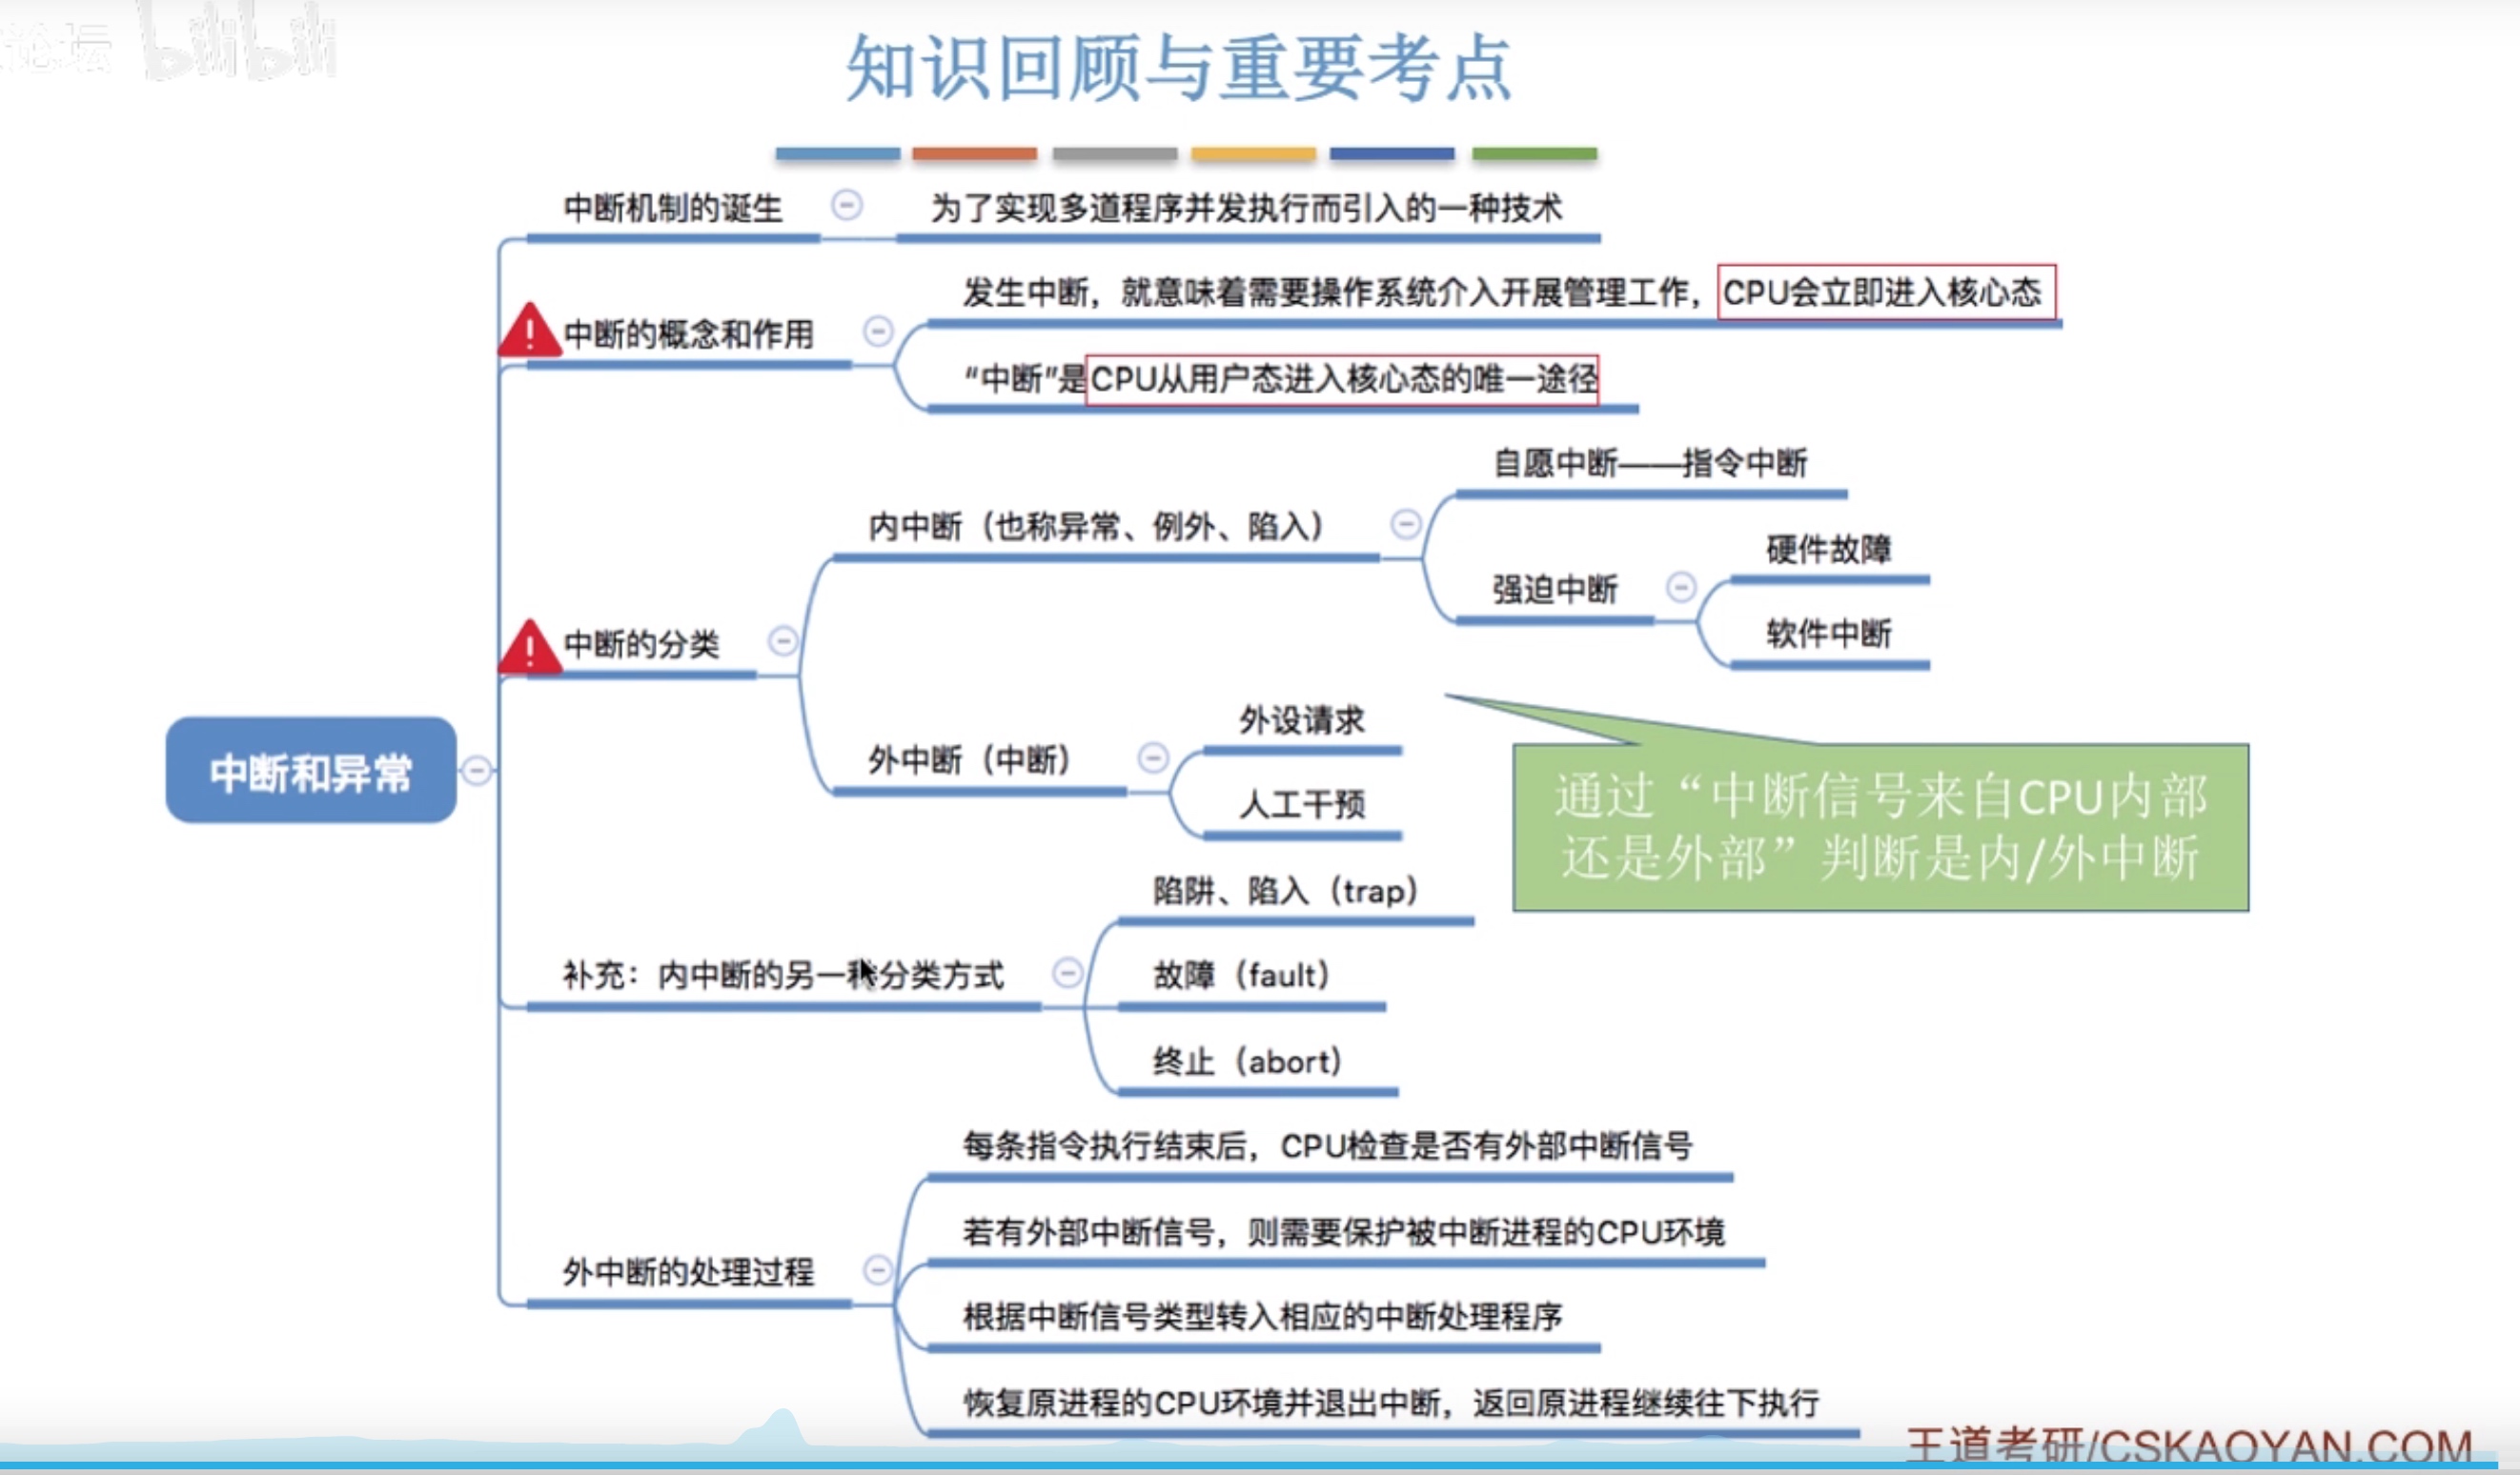 论坛 bilibili
知识回顾与重要考点
中断机制的诞生
为了实现多道程序并发执行而引入的一种技术
中断的概念和作用
发生中断，就意味着需要操作系统介入开展管理工作，CPU会立即进入核心态
“中断”是CPU从用户态进入核心态的唯一途径
中断的分类
内中断（也称异常、例外、陷入）
自愿中断——指令中断
强迫中断
硬件故障
软件中断
外中断（中断）
外设请求
人工干预
通过“中断信号来自CPU内部
还是外部”判断是内/外中断
中断和异常
补充：内中断的另一种分类方式
陷阱、陷入（trap）
故障（fault）
终止（abort）
外中断的处理过程
每条指令执行结束后，CPU检查是否有外部中断信号
若有外部中断信号，则需要保护被中断进程的CPU环境
根据中断信号类型转入相应的中断处理程序
恢复原进程的CPU环境并退出中断，返回原进程继续往下执行
王道考研/CSKAOYAN.COM